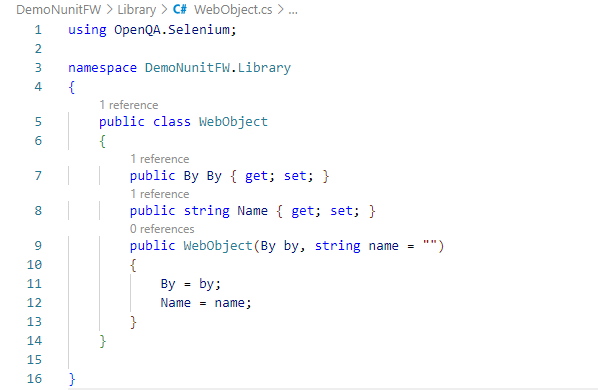 DemoNunitFW > Library > C# WebObject.cs > ...
1 using OpenQA.Selenium;
2
3 namespace DemoNunitFW.Library
4 {
1 reference
5 public class WebObject
6 {
1 reference
7 public By By { get; set; }
1 reference
8 public string Name { get; set; }
0 references
9 public WebObject(By by, string name = "")
10 {
11 By = by;
12 Name = name;
13 }
14 }
15
16 }